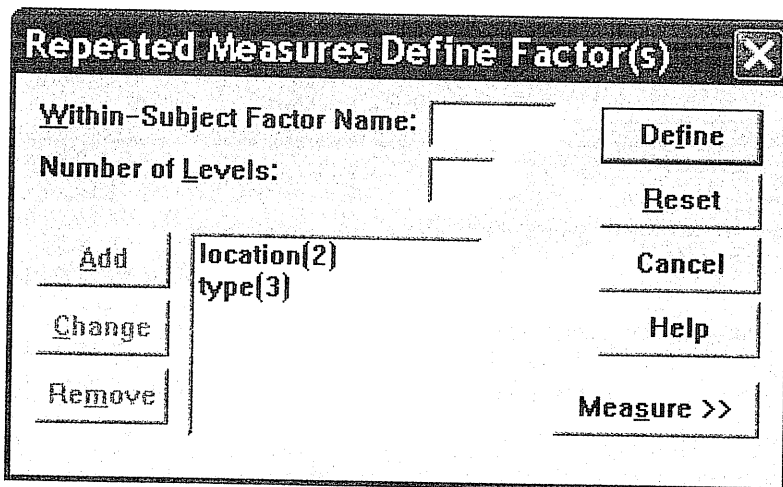 Repeated Measures Define Factor(s)
Within-Subject Factor Name:
Define
Number of Levels:
Reset
Add
location(2)
type(3)
Cancel
Change
Help
Remove
Measure >>